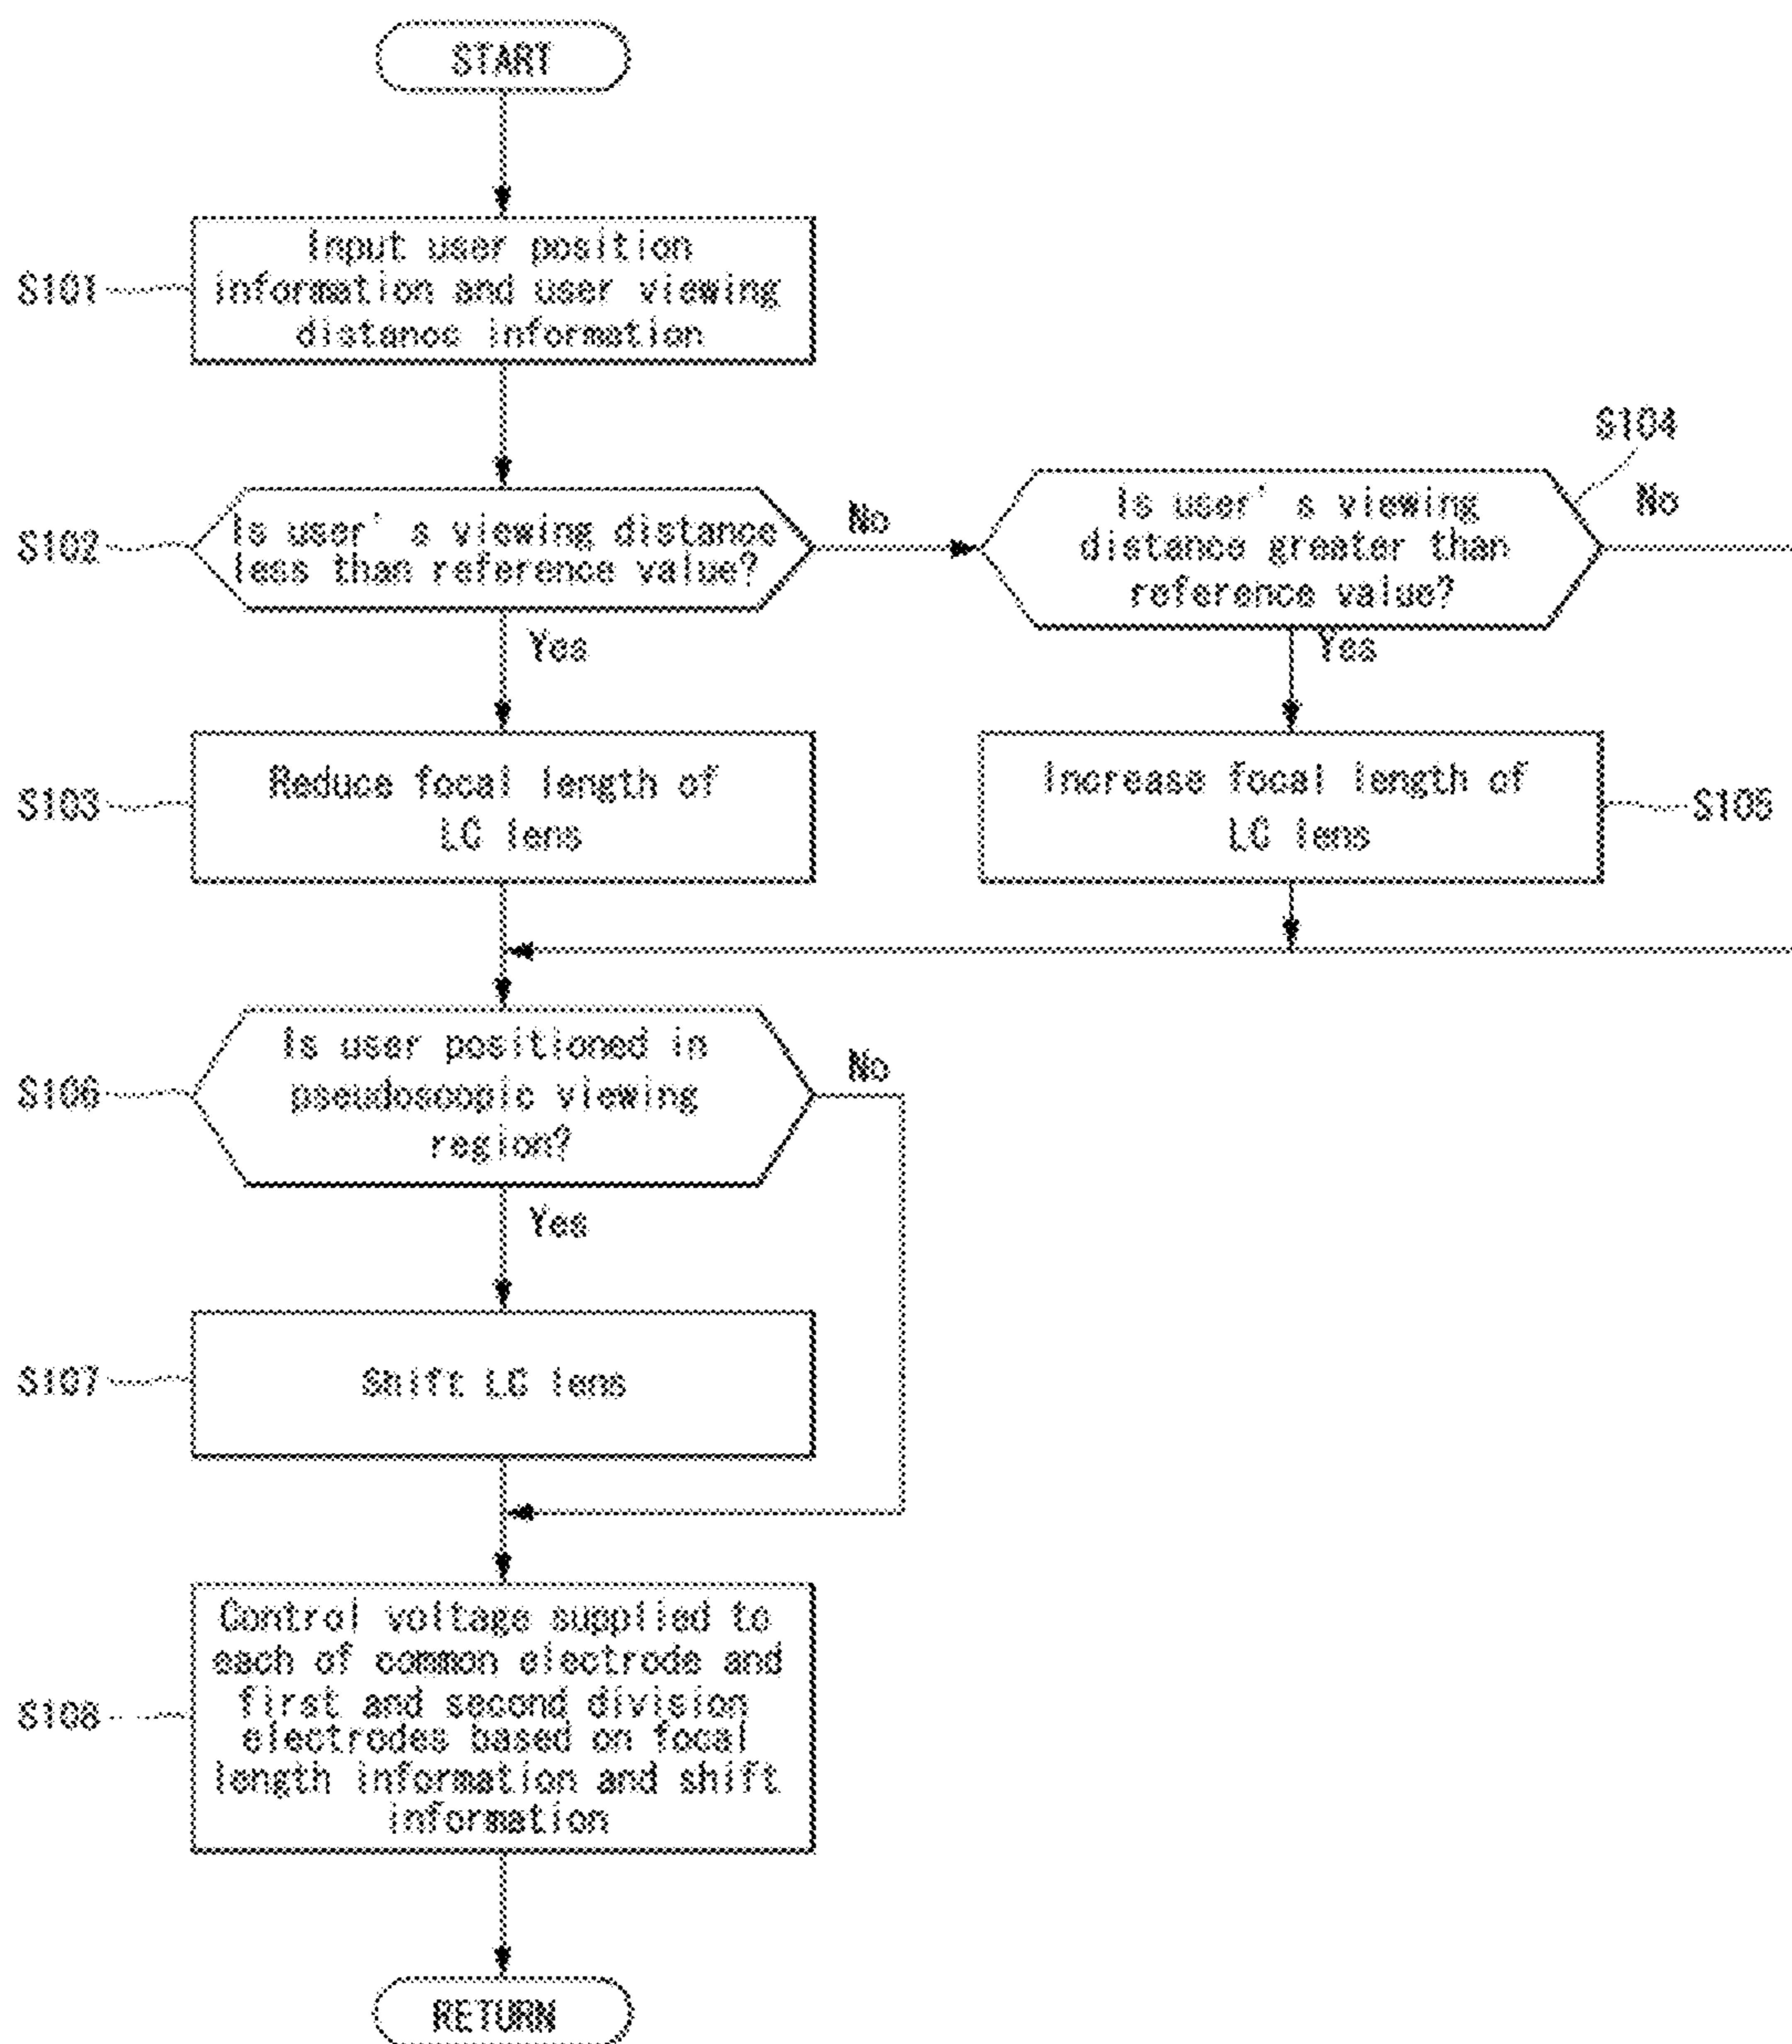 START
S101
Input user position
information and user viewing
distance information
S102
Is user's viewing distance
less than reference value?
No
S104
Is user's viewing
distance greater than
reference value?
No
Yes
Yes
S103
Reduce focal length of
LC lens
Increase focal length of
LC lens
S105
S106
Is user positioned in
pseudoscopic viewing
region?
No
Yes
S107
Shift LC lens
S108
Control voltage supplied to
each of common electrode and
first and second division
electrodes based on focal
length information and shift
information
RETURN